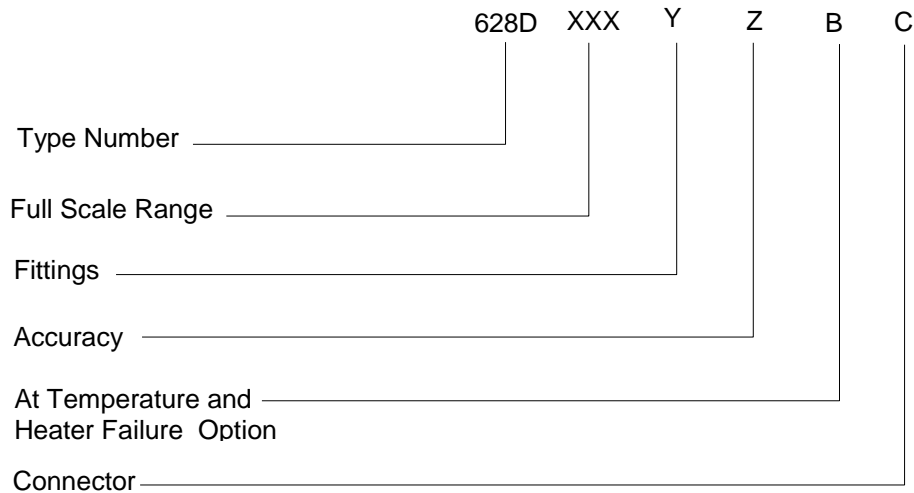 628D XXX Y Z B C
Type Number
Full Scale Range
Fittings
Accuracy
At Temperature and
Heater Failure Option
Connector